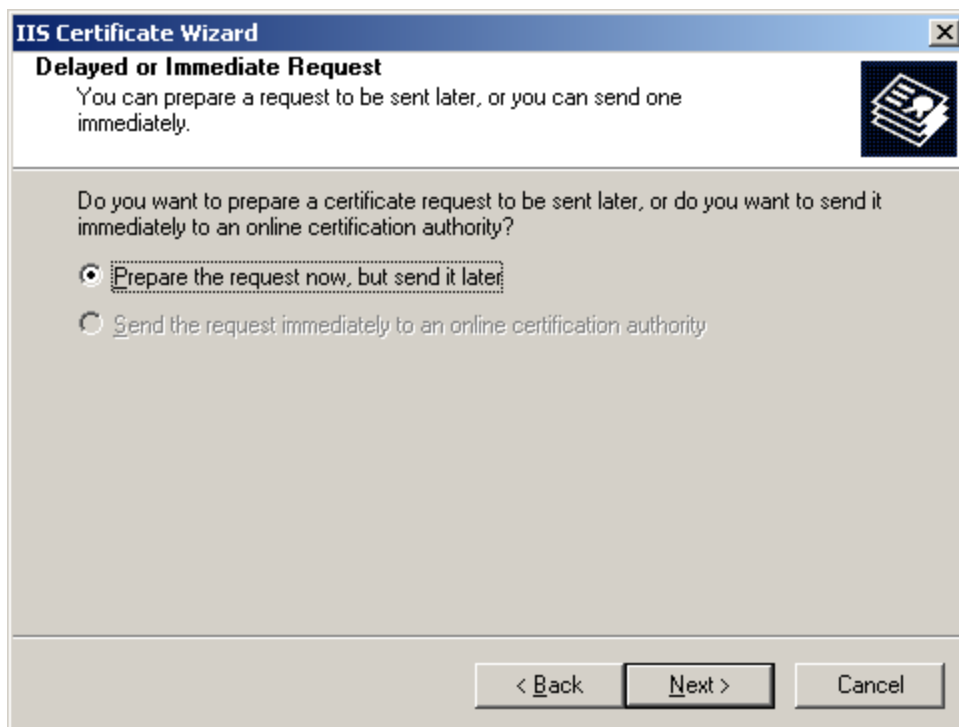 IIS Certificate Wizard
Delayed or Immediate Request
You can prepare a request to be sent later, or you can send one
immediately.
Do you want to prepare a certificate request to be sent later, or do you want to send it
immediately to an online certification authority?
Prepare the request now, but send it later
Send the request immediately to an online certification authority
< Back
Next >
Cancel